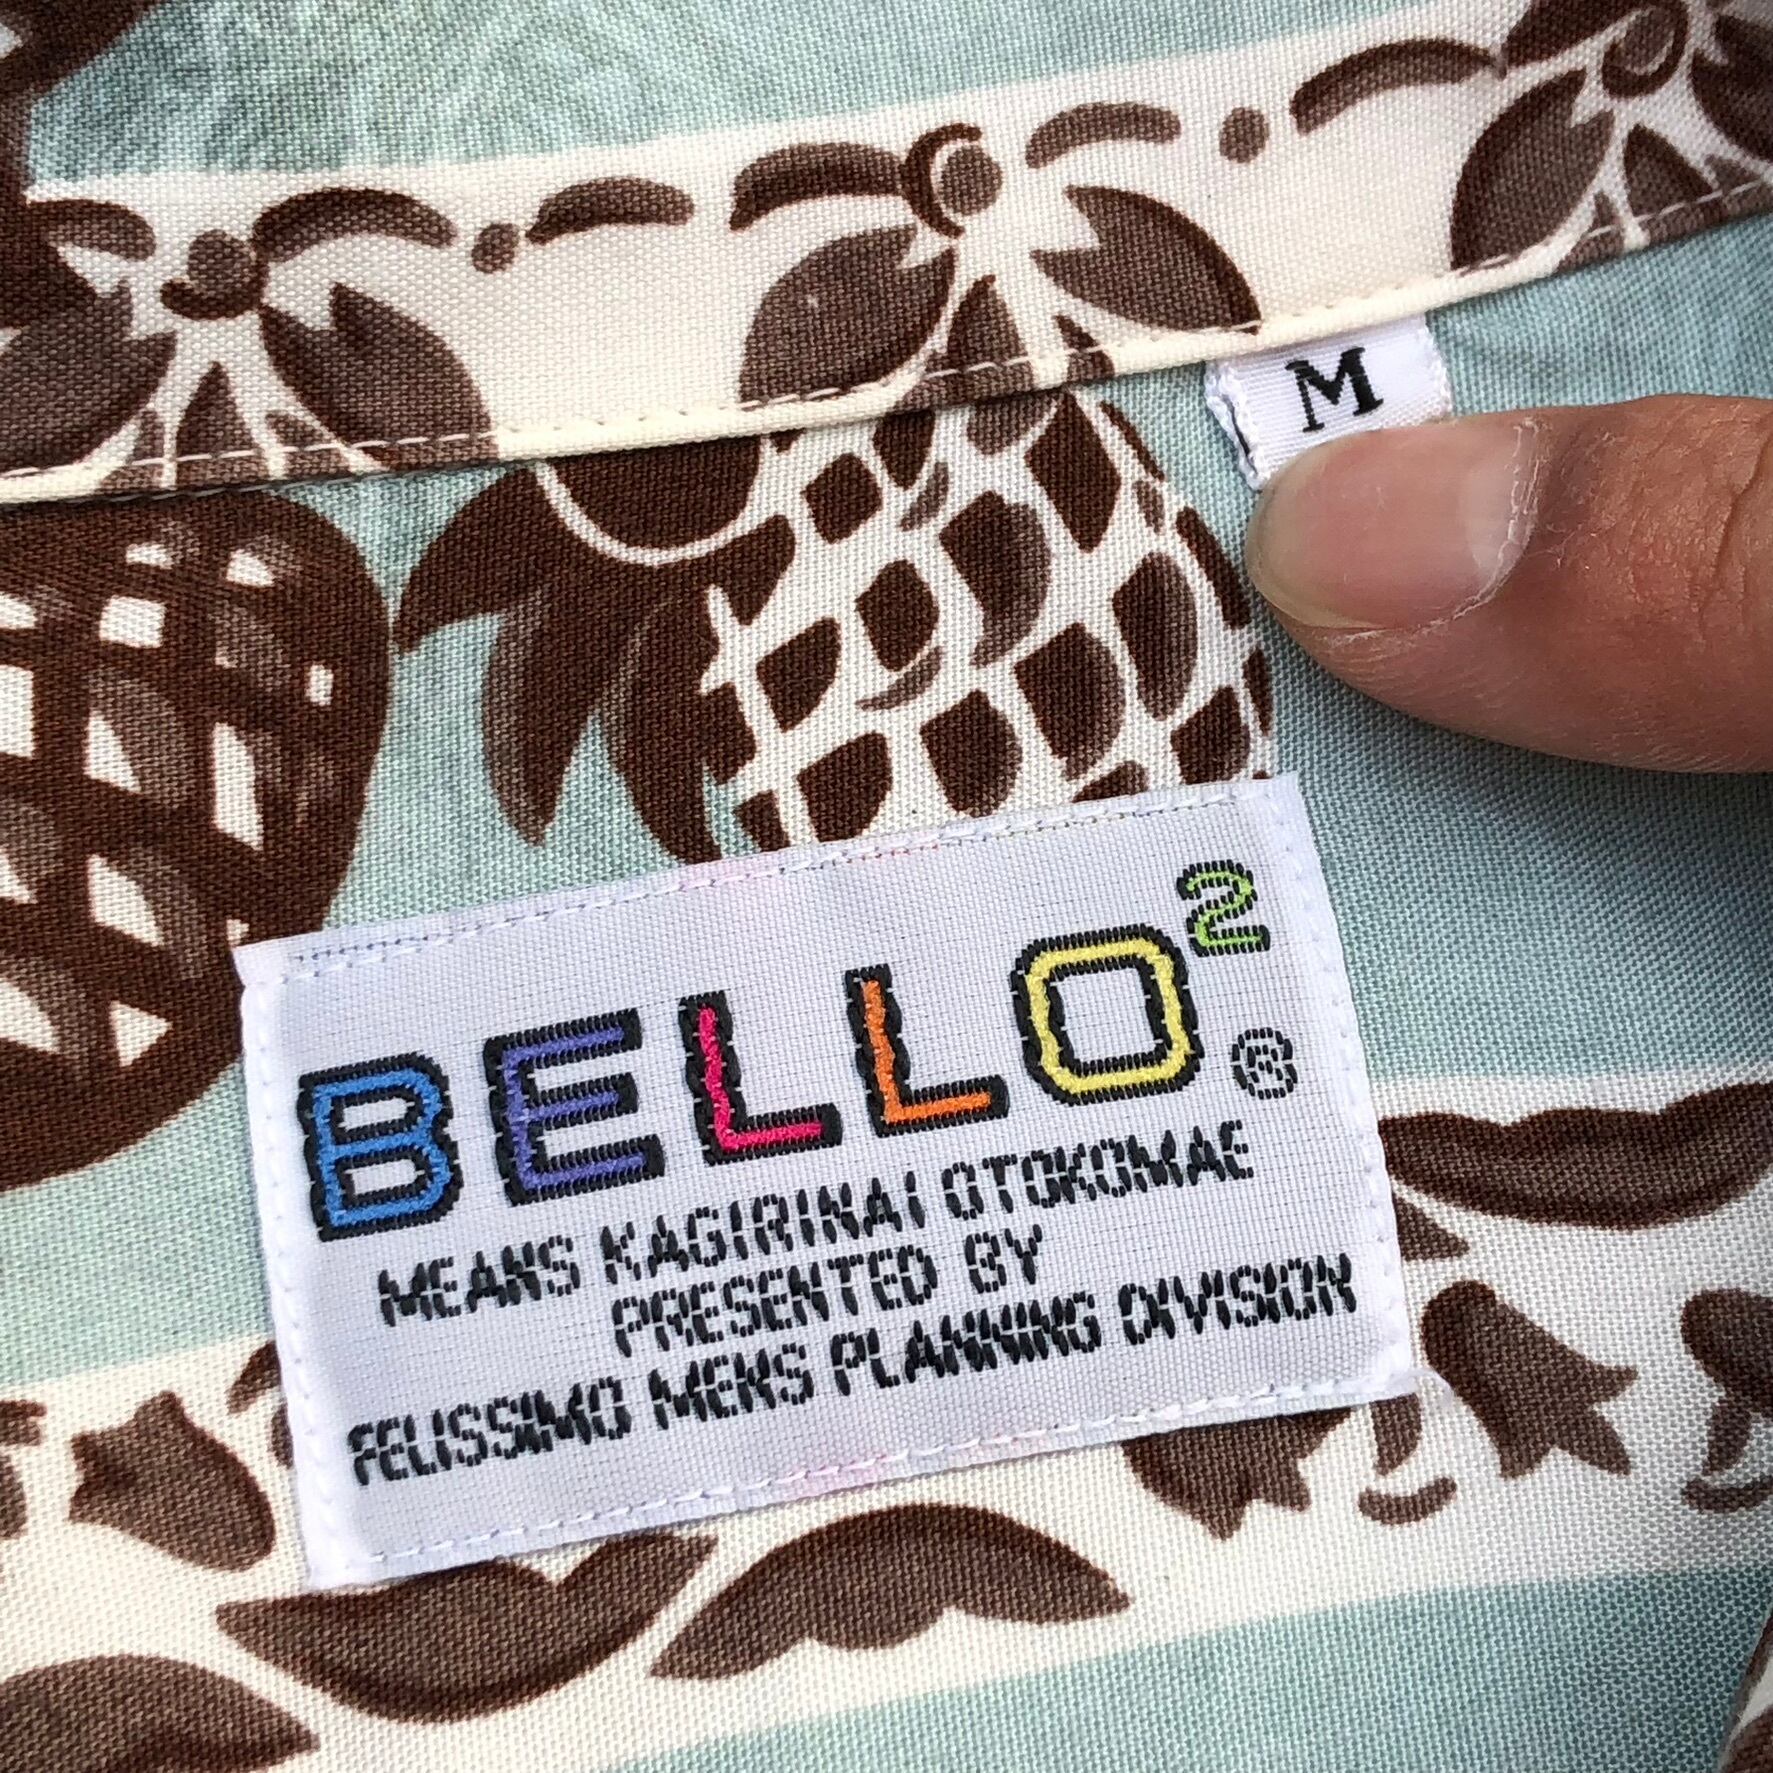 M
BELLO²
®
MEANS KAGIRINAI OTOKOMAE
PRESENTED BY
FELISSIMO MENS PLANNING DIVISION